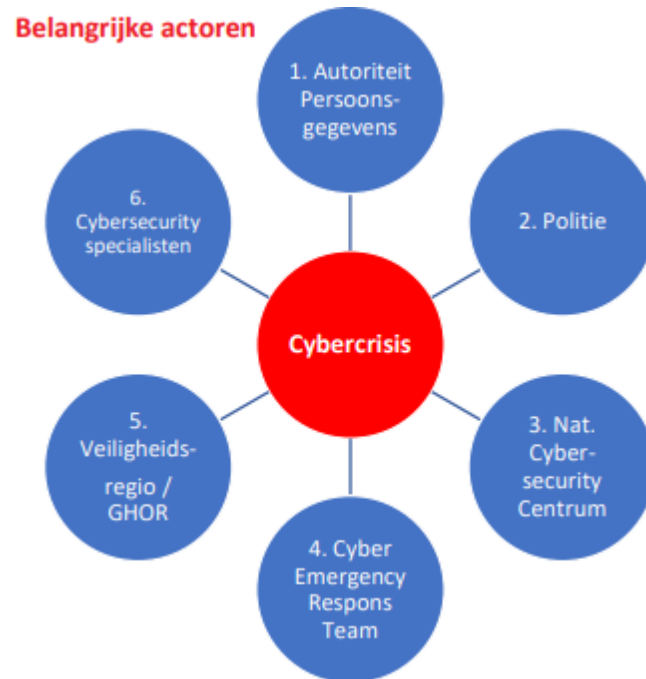 Belangrijke actoren
1. Autoriteit
Persoons-
gegevens
2. Politie
3. Nat.
Cyber-
security
Centrum
4. Cyber
Emergency
Respons
Team
5.
Veiligheids-
regio /
GHOR
6.
Cybersecurity
specialisten
Cybercrisis